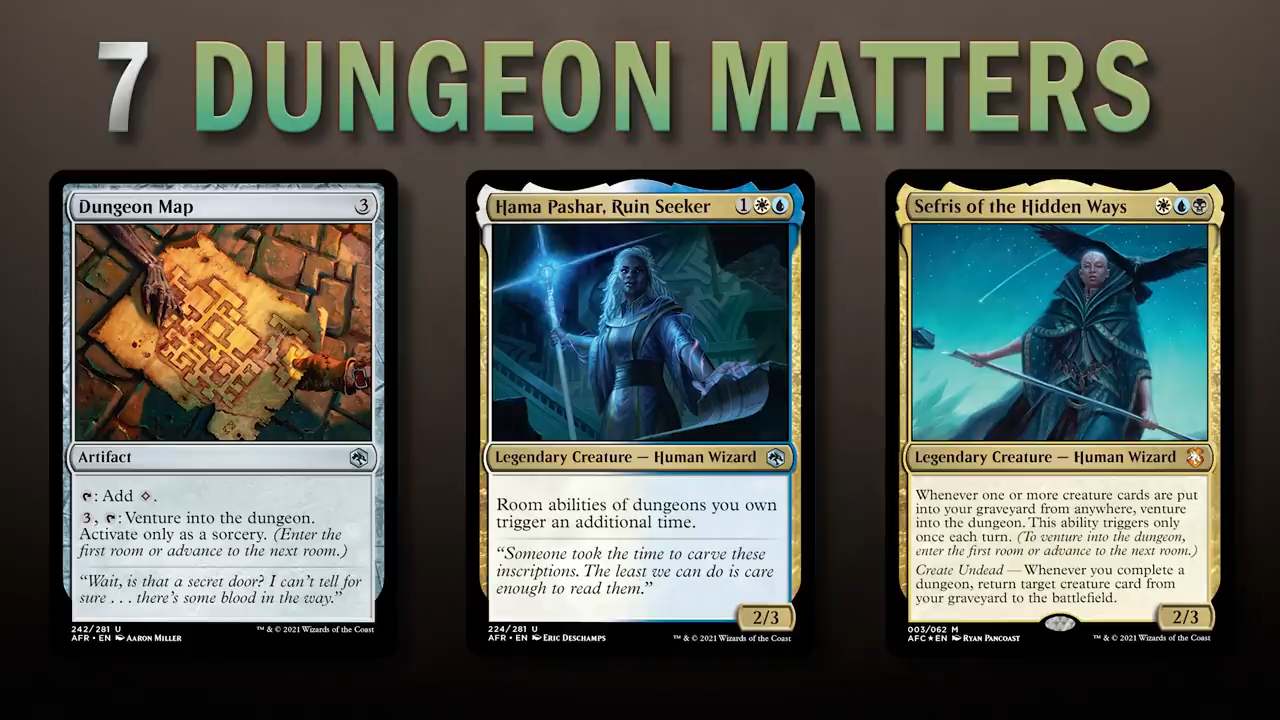 7 DUNGEON MATTERS
Dungeon Map 3
Artifact
: Add .
3, : Venture into the dungeon.
Activate only as a sorcery. (Enter the
first room or advance to the next room.)
“Wait, is that a secret door? I can’t tell for
sure . . . there’s some blood in the way.”
242/281 U
AFR • EN AARON MILLER
™ & © 2021 Wizards of the Coast
Hama Pashar, Ruin Seeker 1
Legendary Creature — Human Wizard
Room abilities of dungeons you own
trigger an additional time.
“Someone took the time to carve these
inscriptions. The least we can do is care
enough to read them.”
2/3
224/281 U
AFR • EN ERIC DESCHAMPS
™ & © 2021 Wizards of the Coast
Sefris of the Hidden Ways
Legendary Creature — Human Wizard
Whenever one or more creature cards are put
into your graveyard from anywhere, venture
into the dungeon. This ability triggers only
once each turn. (To venture into the dungeon,
enter the first room or advance to the next room.)
Create Undead — Whenever you complete a
dungeon, return target creature card from
your graveyard to the battlefield.
2/3
003/062 M
AFC ★ EN RYAN PANCOAST
™ & © 2021 Wizards of the Coast